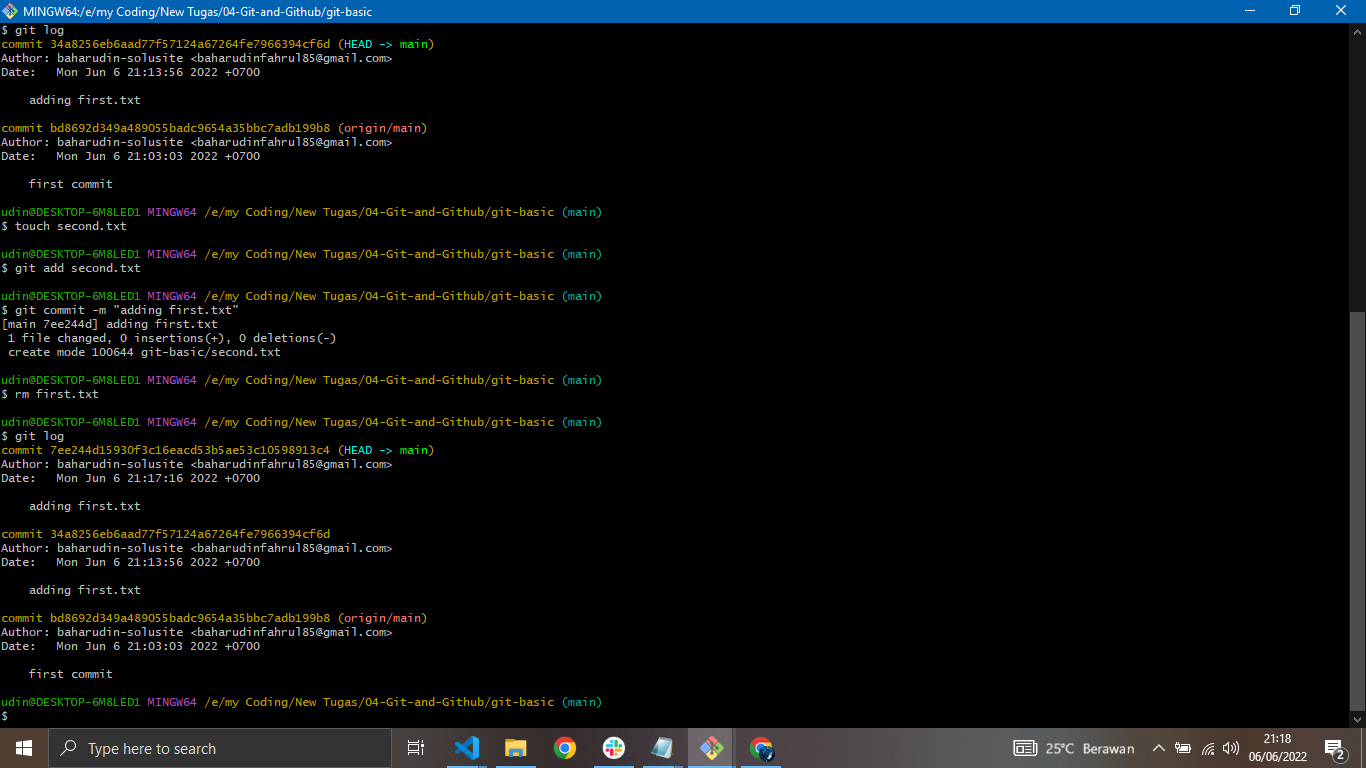 MINGW64:/e/my Coding/New Tugas/04-Git-and-Github/git-basic
$ git log
commit 34a8256eb6aad77f57124a67264fe7966394cf6d (HEAD -> main)
Author: baharudin-solusite <baharudinfahrul85@gmail.com>
Date:   Mon Jun 6 21:13:56 2022 +0700
    adding first.txt
commit bd8692d349a489055badc9654a35bbc7adb199b8 (origin/main)
Author: baharudin-solusite <baharudinfahrul85@gmail.com>
Date:   Mon Jun 6 21:03:03 2022 +0700
    first commit
udin@DESKTOP-6M8LED1 MINGW64 /e/my Coding/New Tugas/04-Git-and-Github/git-basic (main)
$ touch second.txt
udin@DESKTOP-6M8LED1 MINGW64 /e/my Coding/New Tugas/04-Git-and-Github/git-basic (main)
$ git add second.txt
udin@DESKTOP-6M8LED1 MINGW64 /e/my Coding/New Tugas/04-Git-and-Github/git-basic (main)
$ git commit -m "adding first.txt"
[main 7ee244d] adding first.txt
 1 file changed, 0 insertions(+), 0 deletions(-)
 create mode 100644 git-basic/second.txt
udin@DESKTOP-6M8LED1 MINGW64 /e/my Coding/New Tugas/04-Git-and-Github/git-basic (main)
$ rm first.txt
udin@DESKTOP-6M8LED1 MINGW64 /e/my Coding/New Tugas/04-Git-and-Github/git-basic (main)
$ git log
commit 7ee244d15930f3c16eacd53b5ae53c10598913c4 (HEAD -> main)
Author: baharudin-solusite <baharudinfahrul85@gmail.com>
Date:   Mon Jun 6 21:17:16 2022 +0700
    adding first.txt
commit 34a8256eb6aad77f57124a67264fe7966394cf6d
Author: baharudin-solusite <baharudinfahrul85@gmail.com>
Date:   Mon Jun 6 21:13:56 2022 +0700
    adding first.txt
commit bd8692d349a489055badc9654a35bbc7adb199b8 (origin/main)
Author: baharudin-solusite <baharudinfahrul85@gmail.com>
Date:   Mon Jun 6 21:03:03 2022 +0700
    first commit
udin@DESKTOP-6M8LED1 MINGW64 /e/my Coding/New Tugas/04-Git-and-Github/git-basic (main)
$
Type here to search
25°C Berawan
21:18
06/06/2022
2